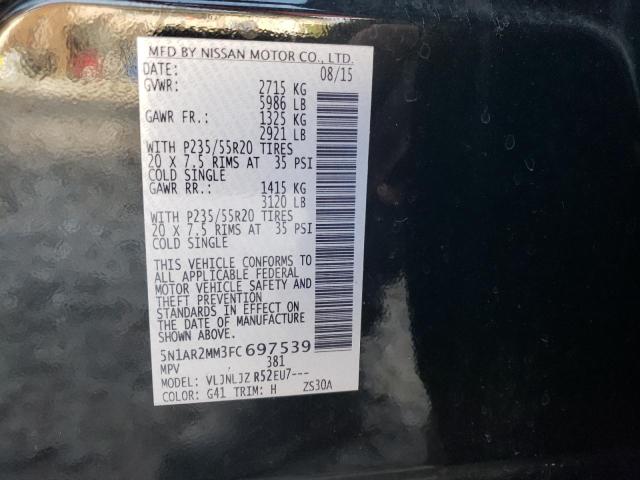 MFD BY NISSAN MOTOR CO., LTD.
DATE: 08/15
GVWR: 2715 KG
5986 LB
GAWR FR.: 1325 KG
2921 LB
WITH P235/55R20 TIRES
20 X 7.5 RIMS AT 35 PSI
COLD SINGLE
GAWR RR.: 1415 KG
3120 LB
WITH P235/55R20 TIRES
20 X 7.5 RIMS AT 35 PSI
COLD SINGLE
THIS VEHICLE CONFORMS TO
ALL APPLICABLE FEDERAL
MOTOR VEHICLE SAFETY AND
THEFT PREVENTION
STANDARDS IN EFFECT ON
THE DATE OF MANUFACTURE
SHOWN ABOVE.
5N1AR2MM3FC697539
MPV 381
MODEL: VLJNLJZ R52EU7---
COLOR: G41 TRIM: H ZS30A